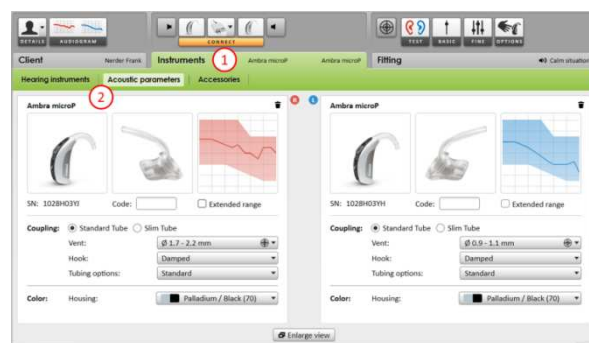 DETAILS AUDIOGRAM CONNECT TEST BASIC FINE OPTIONS
Client Nerder Frank Instruments 1 Ambra microP Ambra microP Fitting Calm situation
Hearing instruments Acoustic parameters Accessories
2
Ambra microP
SN: 1028H03YJ Code: Extended range
Coupling: Standard Tube Slim Tube
Vent: Ø 1.7 - 2.2 mm
Hook: Damped
Tubing options: Standard
Color: Housing: Palladium / Black (70)
Ambra microP
SN: 1028H03YH Code: Extended range
Coupling: Standard Tube Slim Tube
Vent: Ø 0.9 - 1.1 mm
Hook: Damped
Tubing options: Standard
Color: Housing: Palladium / Black (70)
Enlarge view